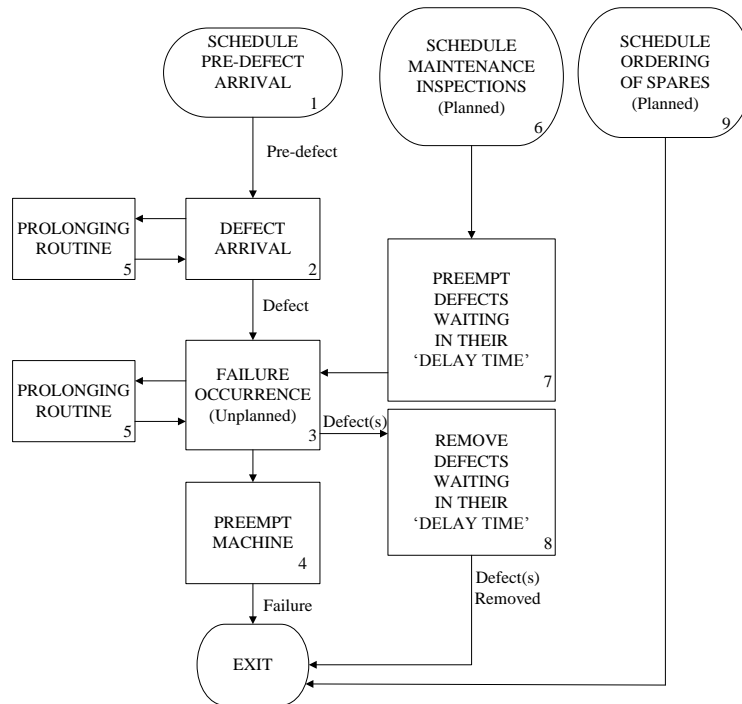 SCHEDULE
PRE-DEFECT
ARRIVAL
1
SCHEDULE
MAINTENANCE
INSPECTIONS
(Planned)
6
SCHEDULE
ORDERING
OF SPARES
(Planned)
9
Pre-defect
PROLONGING
ROUTINE
5
DEFECT
ARRIVAL
2
PREEMPT
DEFECTS
WAITING
IN THEIR
‘DELAY TIME’
7
Defect
PROLONGING
ROUTINE
5
FAILURE
OCCURRENCE
(Unplanned)
3
Defect(s)
REMOVE
DEFECTS
WAITING
IN THEIR
‘DELAY TIME’
8
PREEMPT
MACHINE
4
Failure
Defect(s)
Removed
EXIT